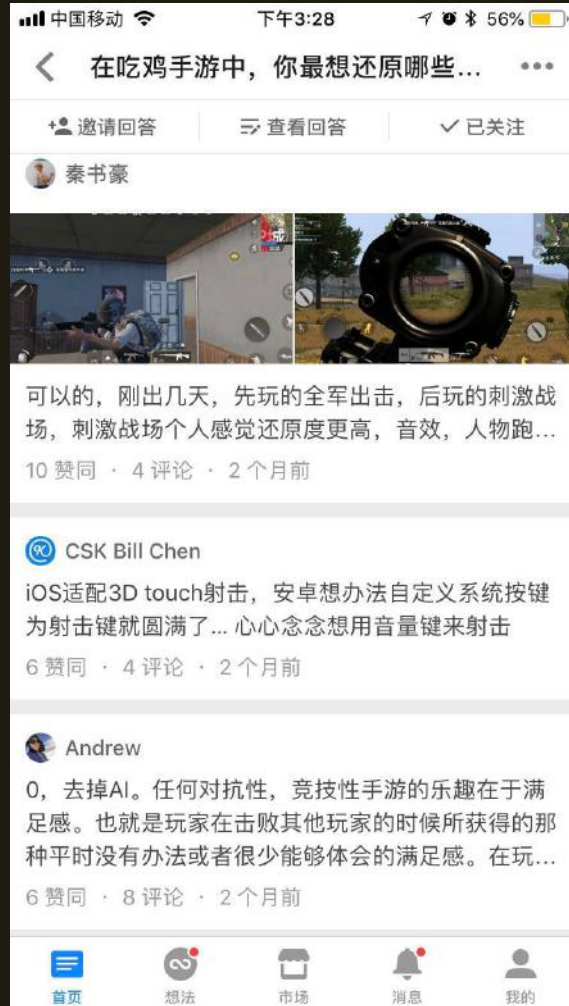 中国移动 下午3:28 56%
在吃鸡手游中，你最想还原哪些...
邀请回答 查看回答 已关注
秦书豪
可以的，刚出几天，先玩的全军出击，后玩的刺激战
场，刺激战场个人感觉还原度更高，音效，人物跑...
10 赞同 · 4 评论 · 2 个月前
CSK Bill Chen
iOS适配3D touch射击，安卓想办法自定义系统按键
为射击键就圆满了... 心心念念想用音量键来射击
6 赞同 · 4 评论 · 2 个月前
Andrew
0，去掉AI。任何对抗性，竞技性手游的乐趣在于满
足感。也就是玩家在击败其他玩家的时候所获得的那
种平时没有办法或者很少能够体会的满足感。在玩...
6 赞同 · 8 评论 · 2 个月前
首页 想法 市场 消息 我的